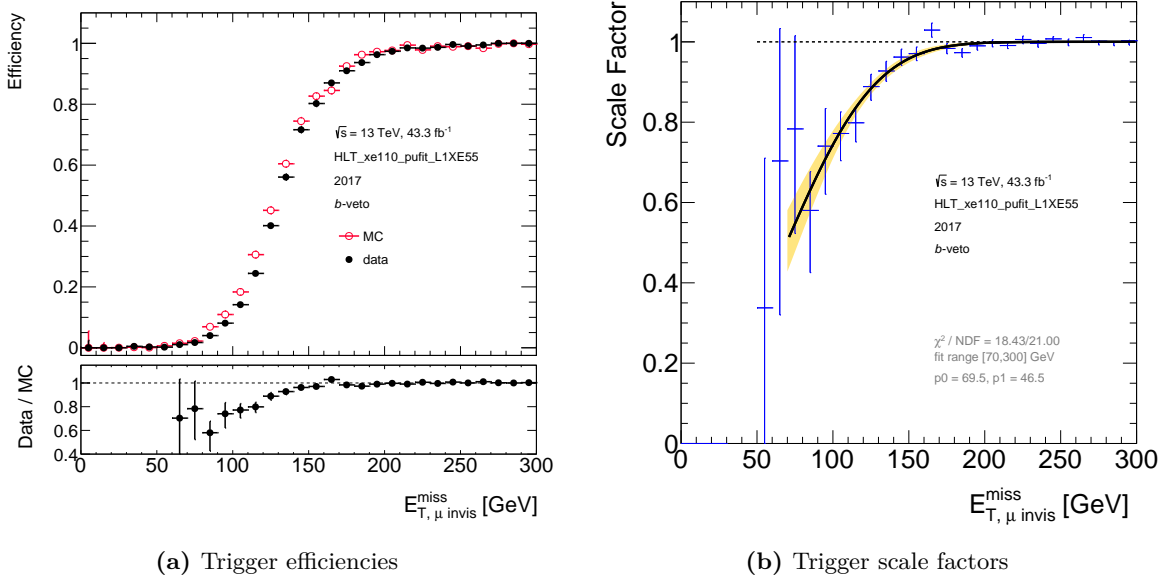 Efficiency
1
0.8
0.6
0.4
0.2
0
√s = 13 TeV, 43.3 fb⁻¹
HLT_xe110_pufit_L1XE55
2017
b-veto
MC
data
Data / MC
1
0.8
0.6
0.4
0 50 100 150 200 250 300
E_{T, μ invis}^{miss} [GeV]
(a) Trigger efficiencies
Scale Factor
1
0.8
0.6
0.4
0.2
0
√s = 13 TeV, 43.3 fb⁻¹
HLT_xe110_pufit_L1XE55
2017
b-veto
χ² / NDF = 18.43/21.00
fit range [70,300] GeV
p0 = 69.5, p1 = 46.5
0 50 100 150 200 250 300
E_{T, μ invis}^{miss} [GeV]
(b) Trigger scale factors